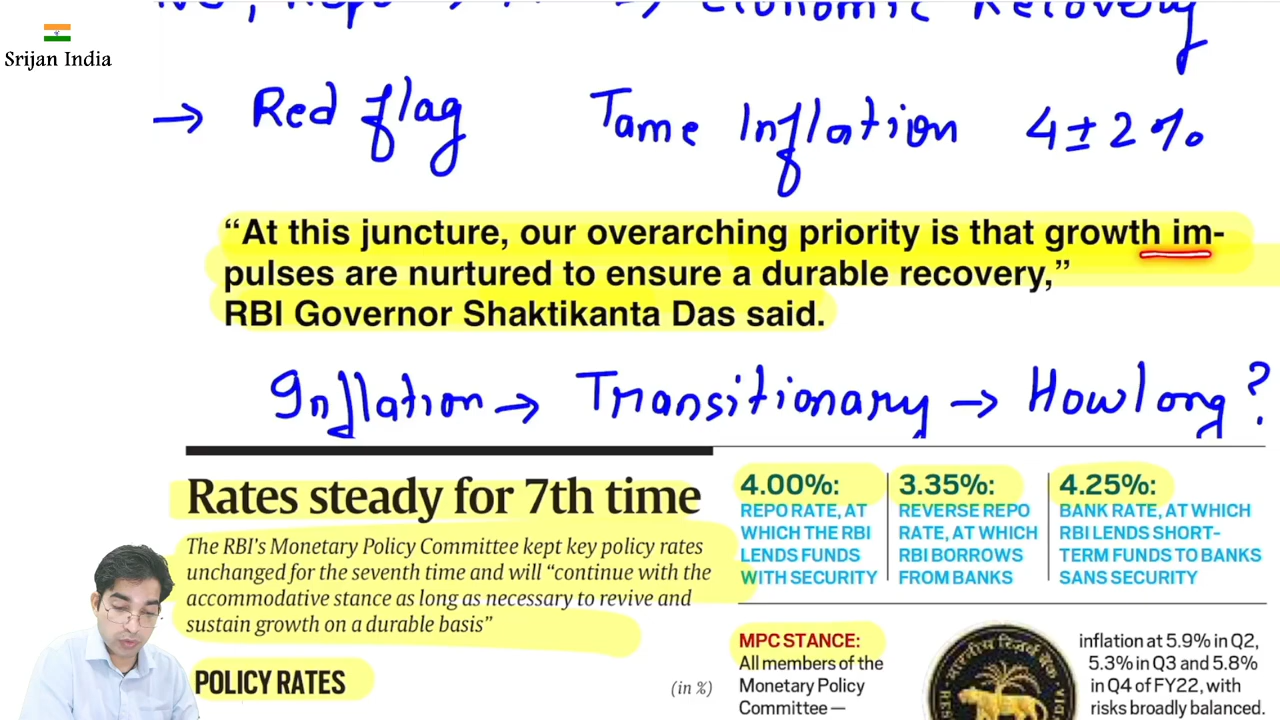 Economic Recovery
Srijan India
→ Red flag Tame Inflation 4 ± 2 %
“At this juncture, our overarching priority is that growth im-
pulses are nurtured to ensure a durable recovery,”
RBI Governor Shaktikanta Das said.
Inflation → Transitionary → How long ?
Rates steady for 7th time
The RBI’s Monetary Policy Committee kept key policy rates
unchanged for the seventh time and will “continue with the
accommodative stance as long as necessary to revive and
sustain growth on a durable basis”
POLICY RATES (in %)
4.00%:
REPO RATE, AT
WHICH THE RBI
LENDS FUNDS
WITH SECURITY
3.35%:
REVERSE REPO
RATE, AT WHICH
RBI BORROWS
FROM BANKS
4.25%:
BANK RATE, AT WHICH
RBI LENDS SHORT-
TERM FUNDS TO BANKS
SANS SECURITY
MPC STANCE:
All members of the
Monetary Policy
Committee —
inflation at 5.9% in Q2,
5.3% in Q3 and 5.8%
in Q4 of FY22, with
risks broadly balanced.